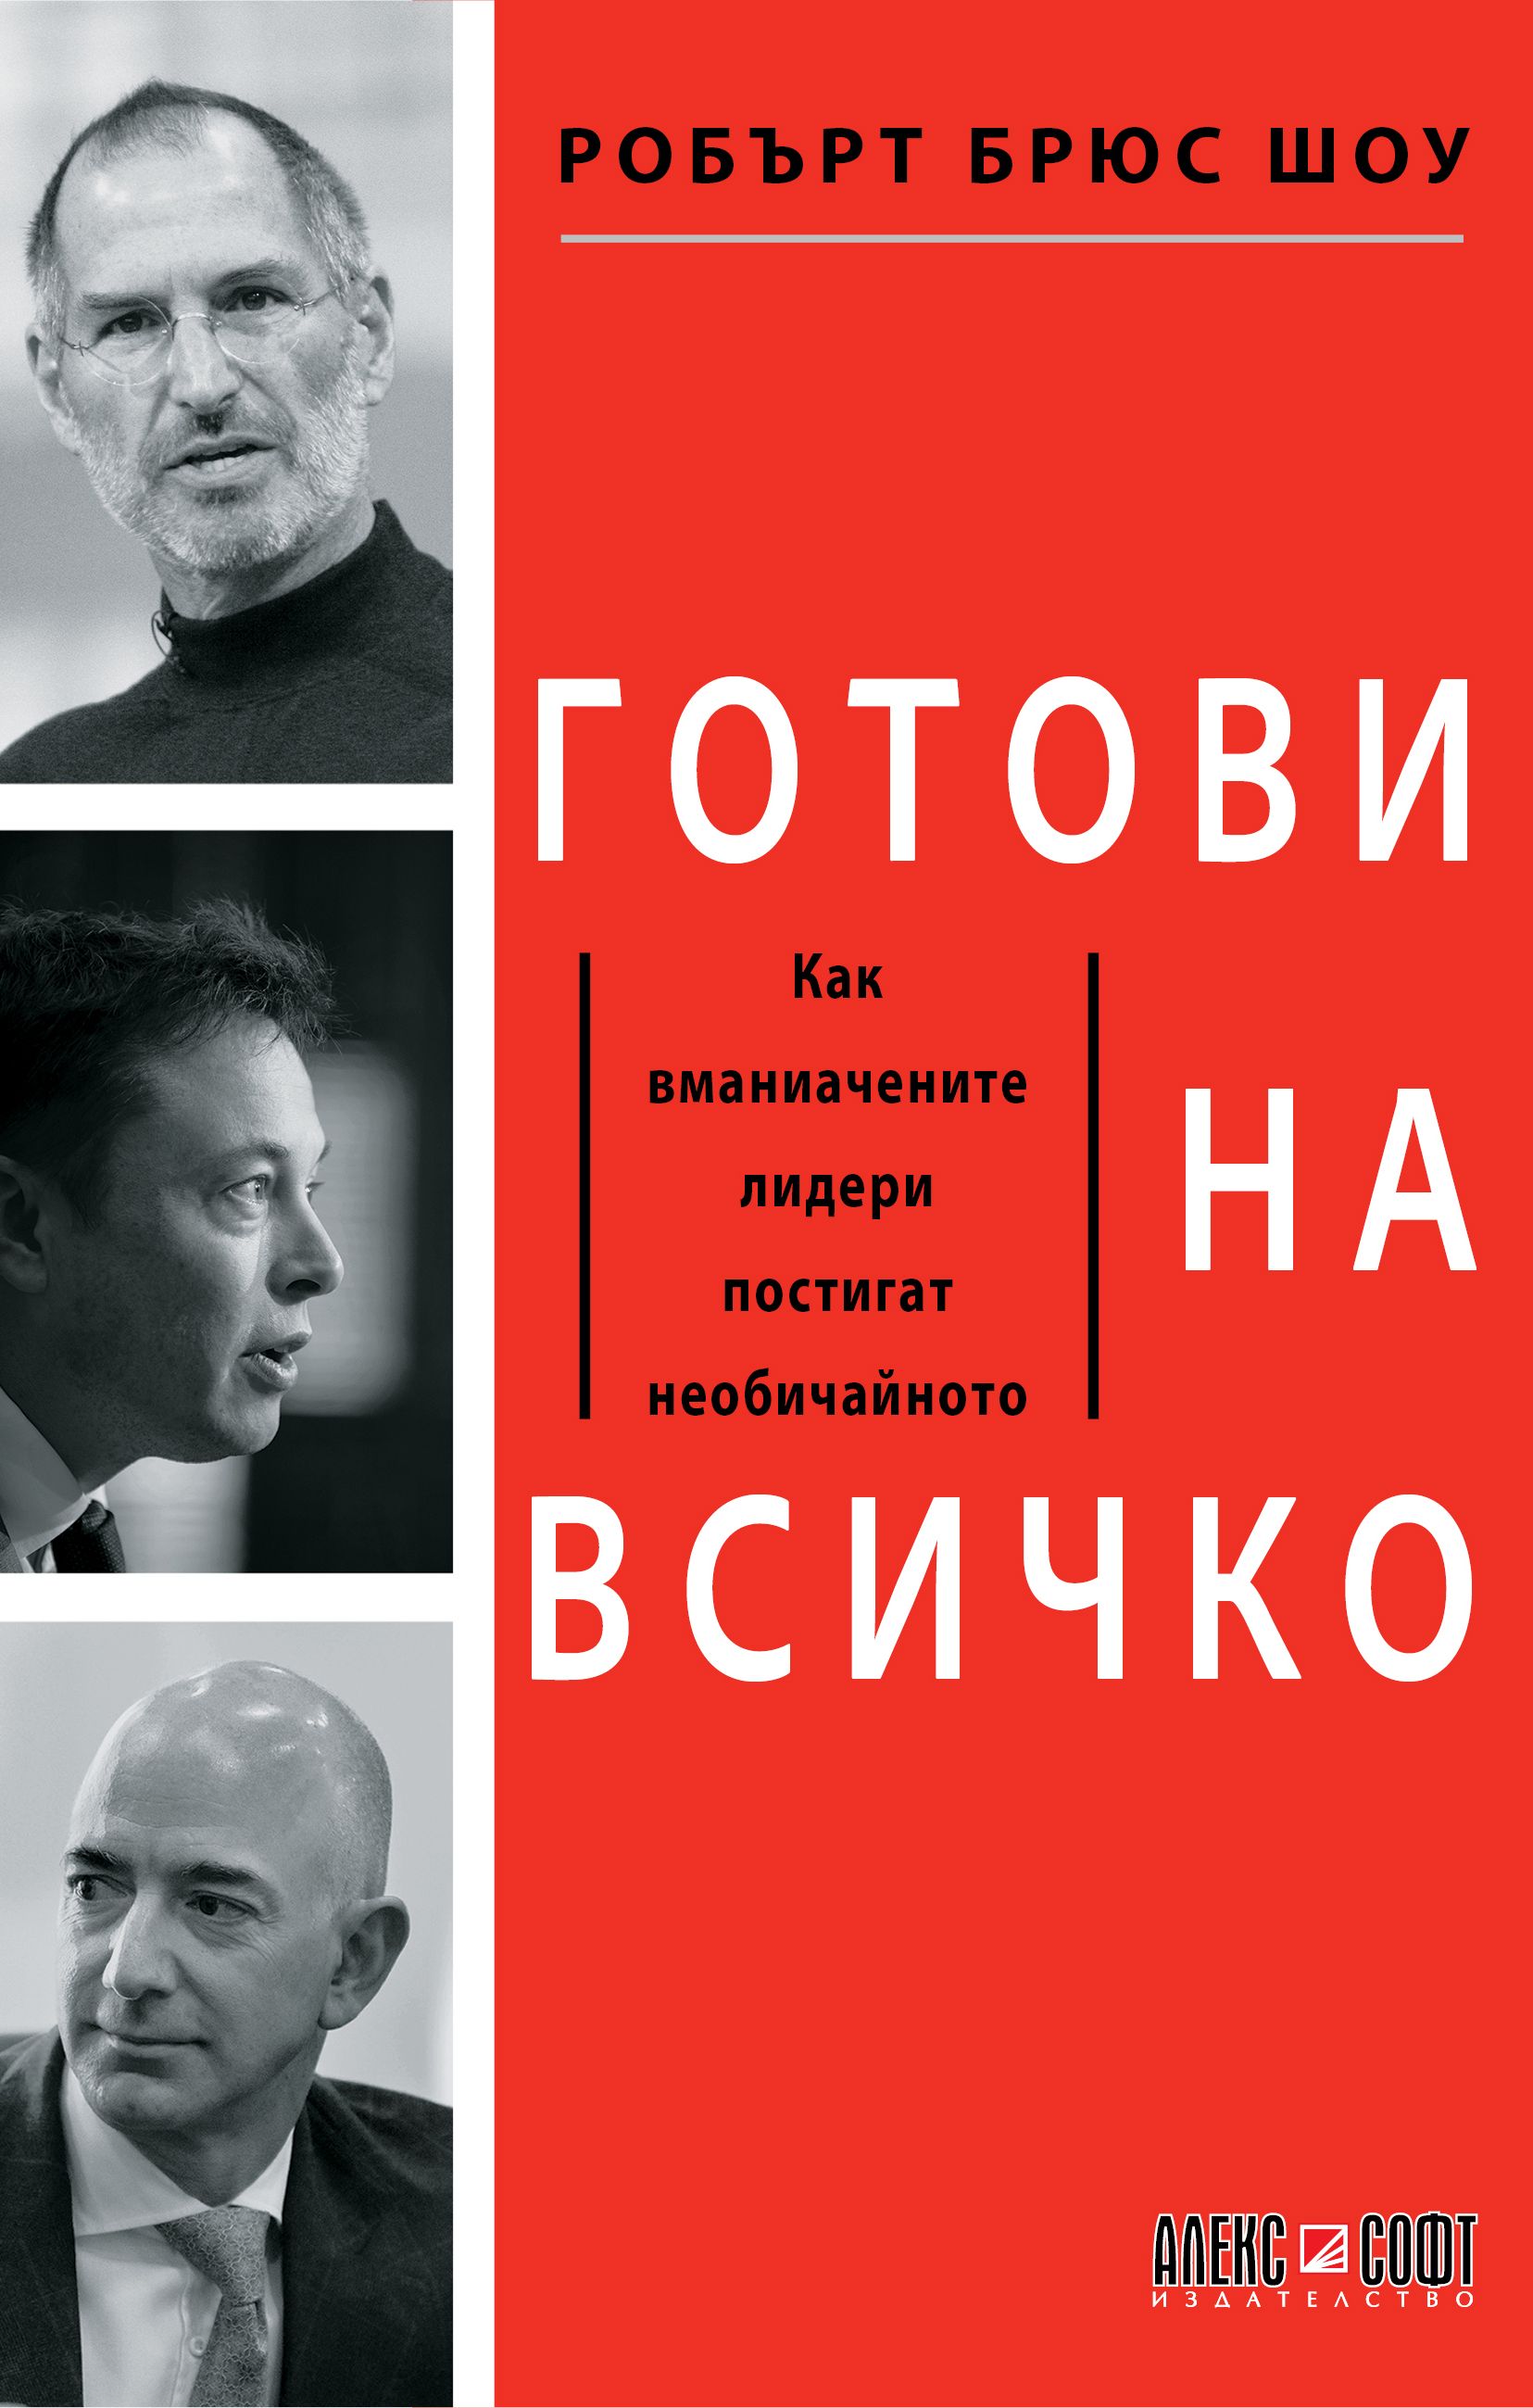 РОБЪРТ БРЮС ШОУ
ГОТОВИ
Как
вманиачените
лидери
постигат
необичайното
НА
ВСИЧКО
АЛЕКС СОФТ
ИЗДАТЕЛСТВО